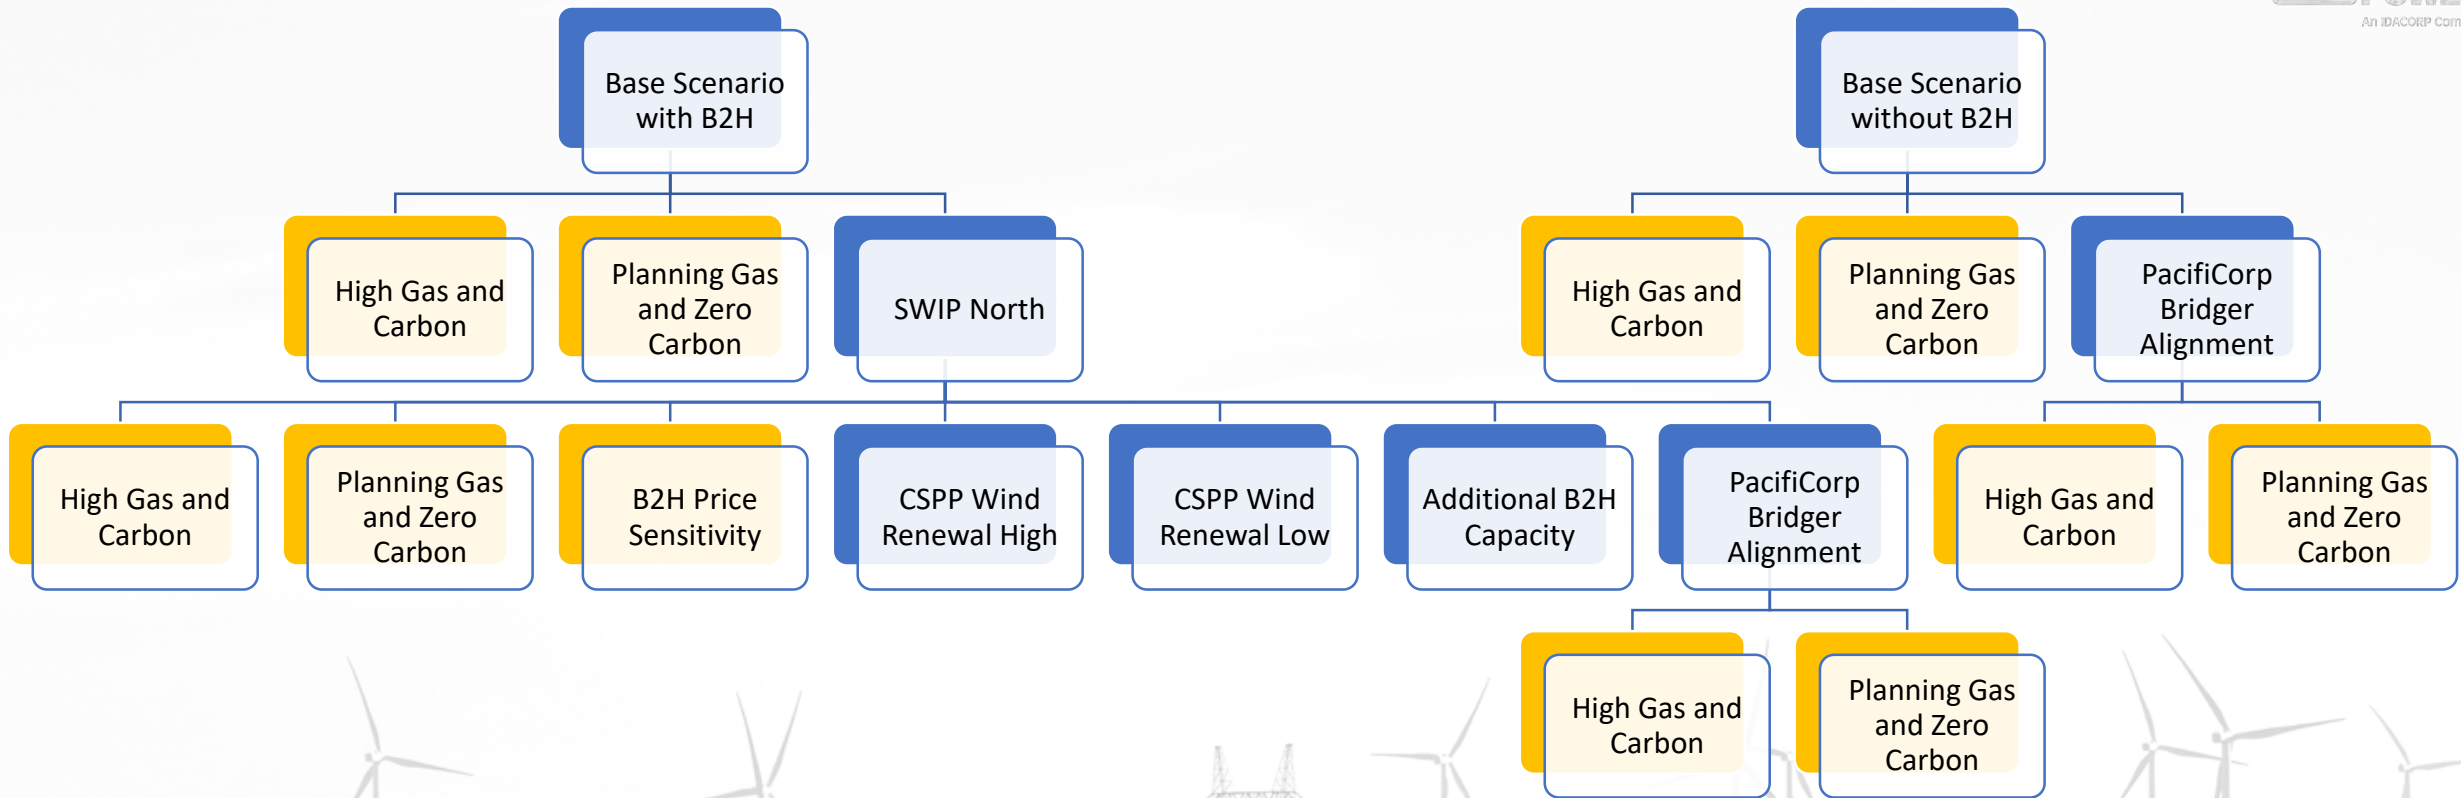 An IDACORP Com
Base Scenario
with B2H
Base Scenario
without B2H
High Gas and
Carbon
Planning Gas
and Zero
Carbon
SWIP North
High Gas and
Carbon
Planning Gas
and Zero
Carbon
PacifiCorp
Bridger
Alignment
High Gas and
Carbon
Planning Gas
and Zero
Carbon
B2H Price
Sensitivity
CSPP Wind
Renewal High
CSPP Wind
Renewal Low
Additional B2H
Capacity
PacifiCorp
Bridger
Alignment
High Gas and
Carbon
Planning Gas
and Zero
Carbon
High Gas and
Carbon
Planning Gas
and Zero
Carbon